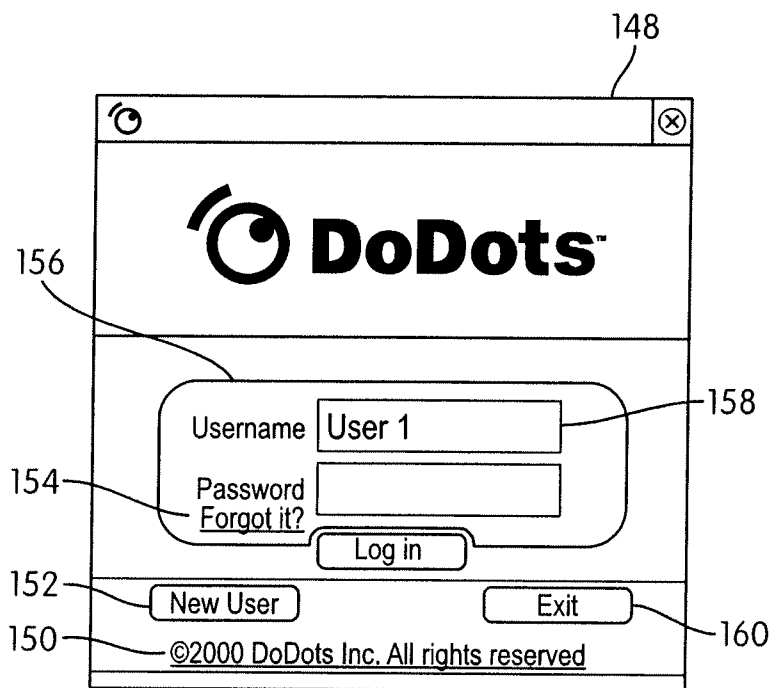 148
DoDots™
156
Username User 1
158
Password
154
Forgot it?
Log in
152
New User Exit
160
150
©2000 DoDots Inc. All rights reserved